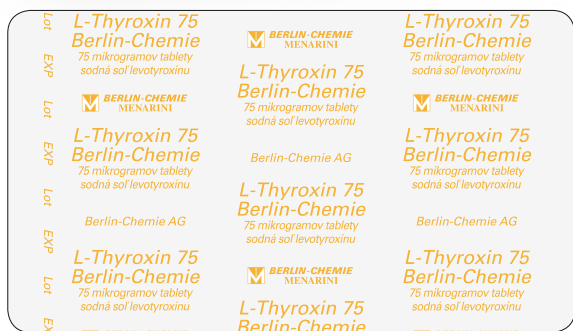 Lot
EXP
Lot
EXP
Lot
EXP
Lot
EX
L-Thyroxin 75
Berlin-Chemie
75 mikrogramov tablety
sodná soľ levotyroxínu
BERLIN-CHEMIE
MENARINI
L-Thyroxin 75
Berlin-Chemie
75 mikrogramov tablety
sodná soľ levotyroxínu
Berlin-Chemie AG
L-Thyroxin 75
Berlin-Chemie
75 mikrogramov tablety
sodná soľ levotyroxínu
BERLIN-CHEMIE
MENARINI
L-Thyroxin 75
Berlin-Chemie
75 mikrogramov tablety
sodná soľ levotyroxínu
Berlin-Chemie AG
L-Thyroxin 75
Berlin-Chemie
75 mikrogramov tablety
sodná soľ levotyroxínu
BERLIN-CHEMIE
MENARINI
L-Thyroxin 75
Berlin-Chemie
L-Thyroxin 75
Berlin-Chemie
75 mikrogramov tablety
sodná soľ levotyroxínu
BERLIN-CHEMIE
MENARINI
L-Thyroxin 75
Berlin-Chemie
75 mikrogramov tablety
sodná soľ levotyroxínu
Berlin-Chemie AG
L-Thyroxin 75
Berlin-Chemie
75 mikrogramov tablety
sodná soľ levotyroxínu